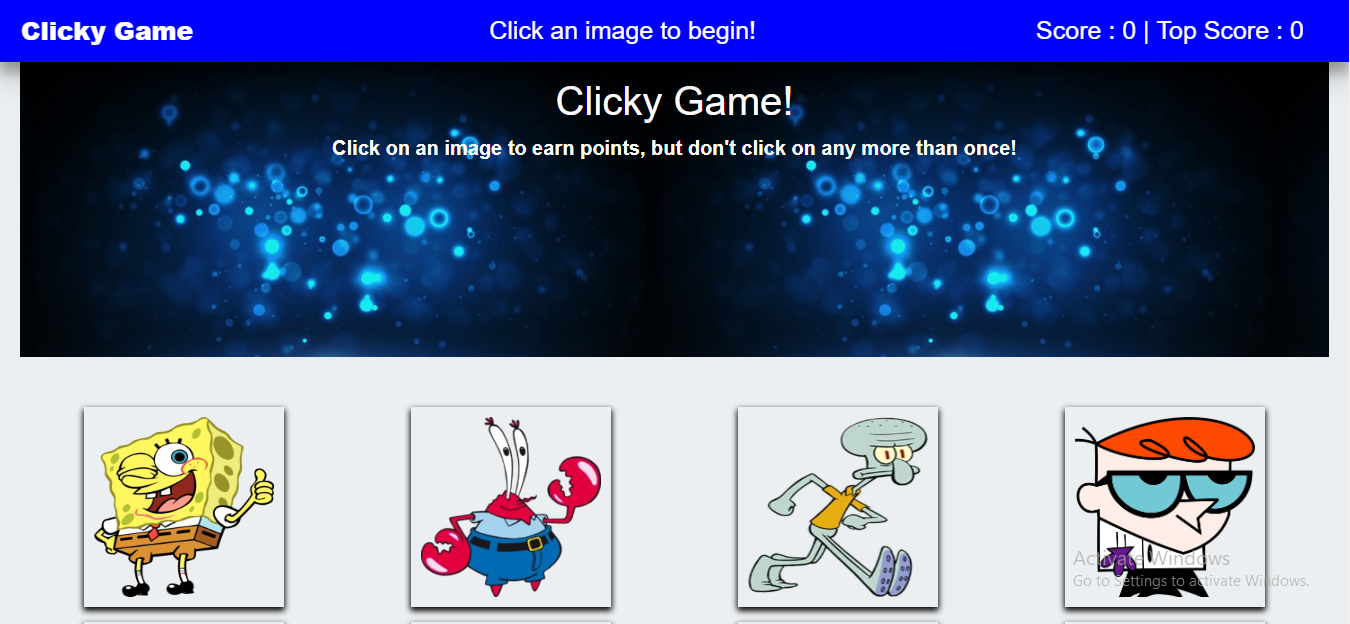 Clicky Game
Click an image to begin!
Score : 0 | Top Score : 0
Clicky Game!
Click on an image to earn points, but don't click on any more than once!
Activate Windows
Go to Settings to activate Windows.